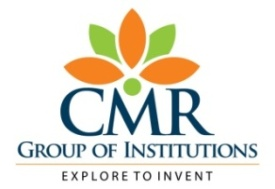 CMR
GROUP OF INSTITUTIONS
EXPLORE TO INVENT